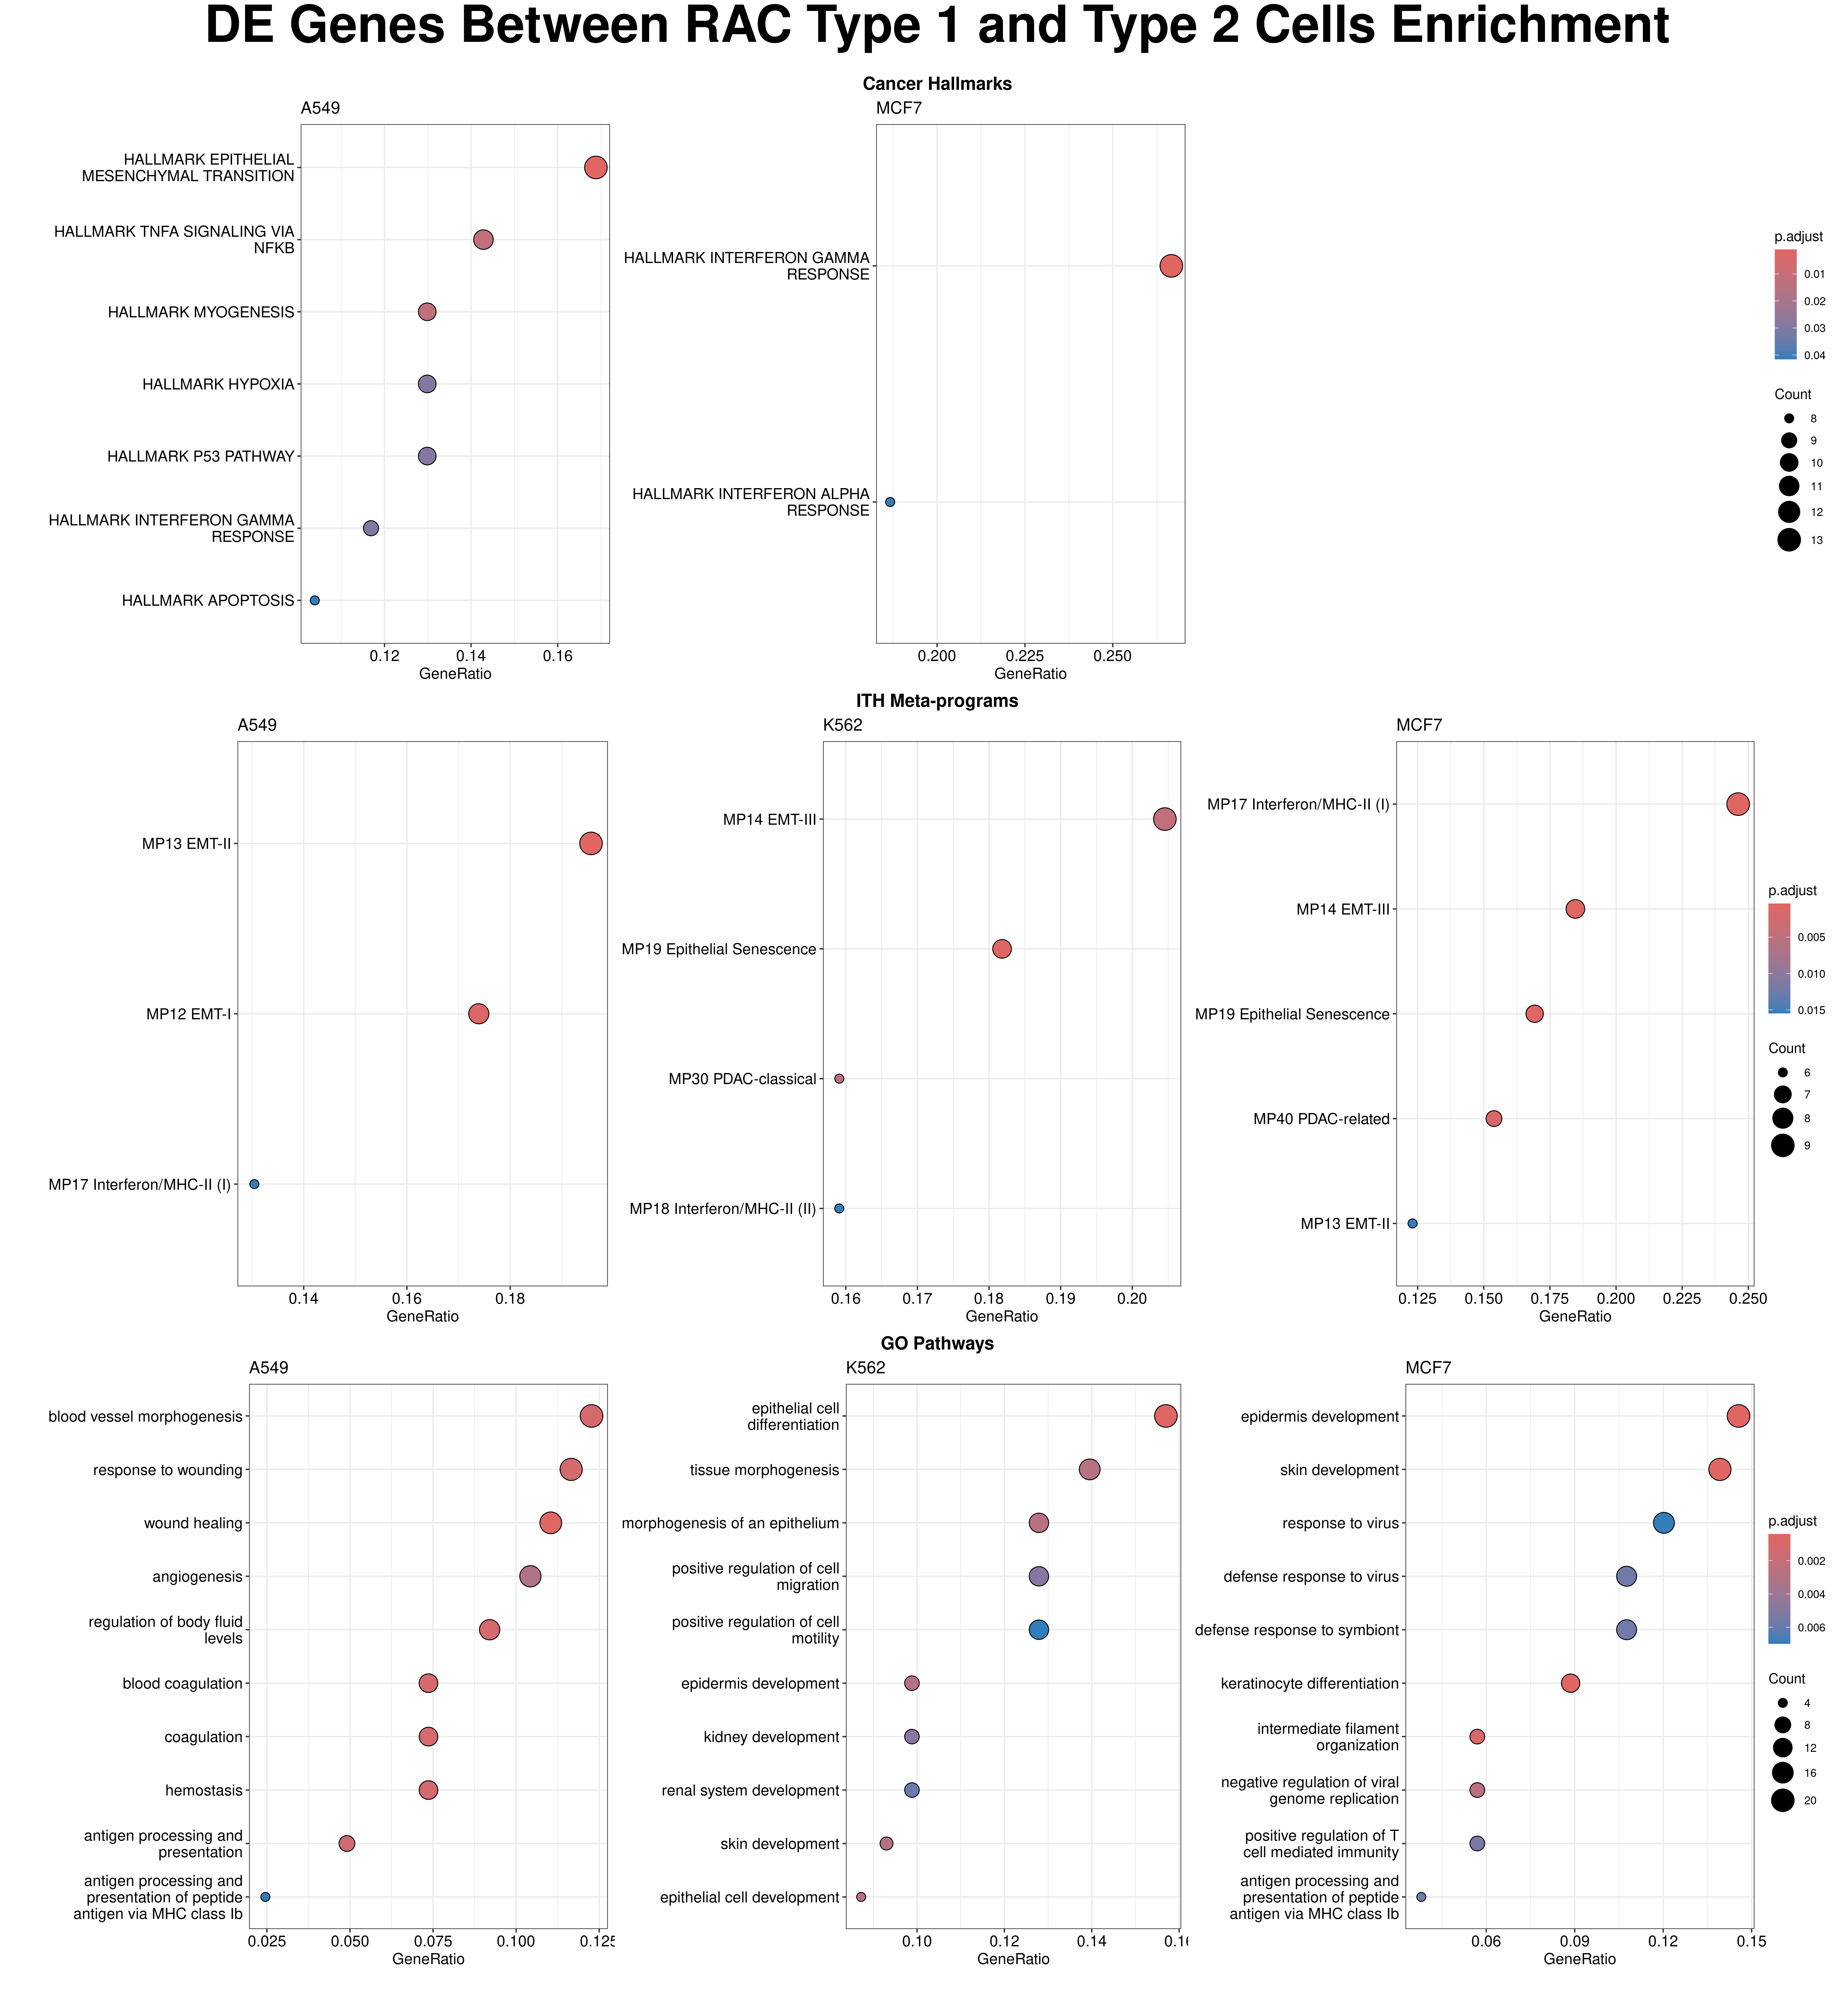 DE Genes Between RAC Type 1 and Type 2 Cells Enrichment
Cancer Hallmarks
A549
HALLMARK EPITHELIAL
MESENCHYMAL TRANSITION
HALLMARK TNFA SIGNALING VIA
NFKB
HALLMARK MYOGENESIS
HALLMARK HYPOXIA
HALLMARK P53 PATHWAY
HALLMARK INTERFERON GAMMA
RESPONSE
HALLMARK APOPTOSIS
0.12 0.14 0.16
GeneRatio
MCF7
HALLMARK INTERFERON GAMMA
RESPONSE
HALLMARK INTERFERON ALPHA
RESPONSE
0.200 0.225 0.250
GeneRatio
p.adjust
0.01
0.02
0.03
0.04
Count
8
9
10
11
12
13
ITH Meta-programs
A549
MP13 EMT-II
MP12 EMT-I
MP17 Interferon/MHC-II (I)
0.14 0.16 0.18
GeneRatio
K562
MP14 EMT-III
MP19 Epithelial Senescence
MP30 PDAC-classical
MP18 Interferon/MHC-II (II)
0.16 0.17 0.18 0.19 0.20
GeneRatio
MCF7
MP17 Interferon/MHC-II (I)
MP14 EMT-III
MP19 Epithelial Senescence
MP40 PDAC-related
MP13 EMT-II
0.125 0.150 0.175 0.200 0.225 0.250
GeneRatio
p.adjust
0.005
0.010
0.015
Count
6
7
8
9
GO Pathways
A549
blood vessel morphogenesis
response to wounding
wound healing
angiogenesis
regulation of body fluid
levels
blood coagulation
coagulation
hemostasis
antigen processing and
presentation
antigen processing and
presentation of peptide
antigen via MHC class Ib
0.025 0.050 0.075 0.100 0.125
GeneRatio
K562
epithelial cell
differentiation
tissue morphogenesis
morphogenesis of an epithelium
positive regulation of cell
migration
positive regulation of cell
motility
epidermis development
kidney development
renal system development
skin development
epithelial cell development
0.10 0.12 0.14 0.16
GeneRatio
MCF7
epidermis development
skin development
response to virus
defense response to virus
defense response to symbiont
keratinocyte differentiation
intermediate filament
organization
negative regulation of viral
genome replication
positive regulation of T
cell mediated immunity
antigen processing and
presentation of peptide
antigen via MHC class Ib
0.06 0.09 0.12 0.15
GeneRatio
p.adjust
0.002
0.004
0.006
Count
4
8
12
16
20